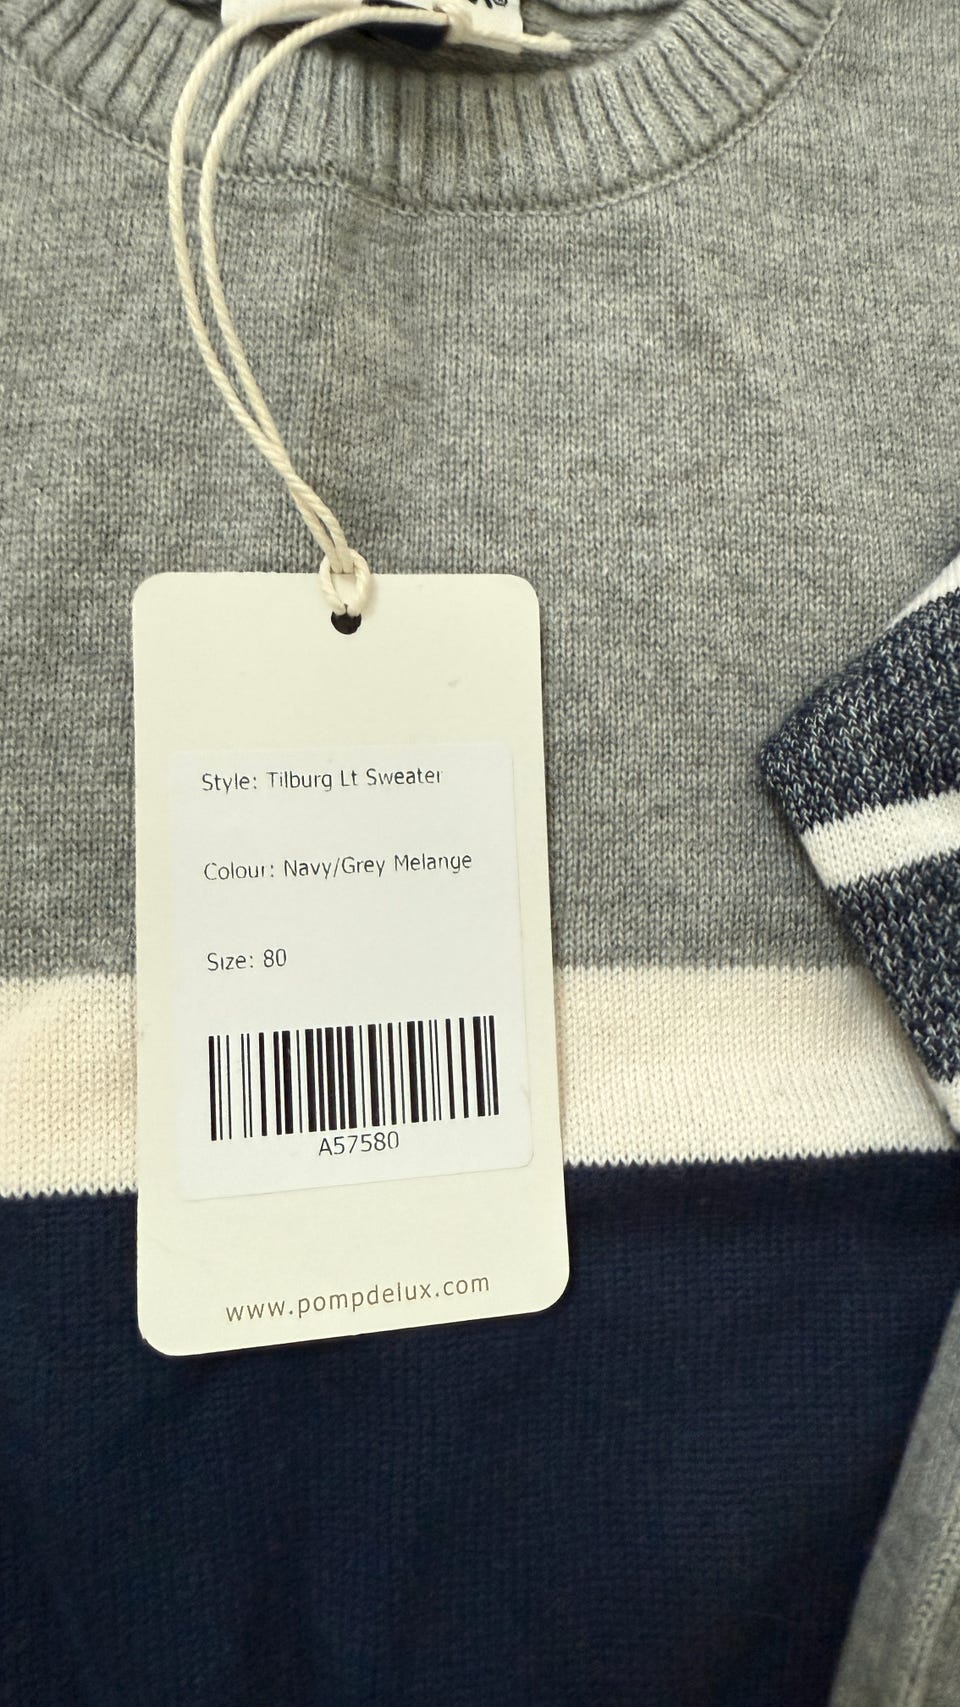 Style: Tilburg Lt Sweater
Colour: Navy/Grey Melange
Size: 80
A57580
www.pompdelux.com